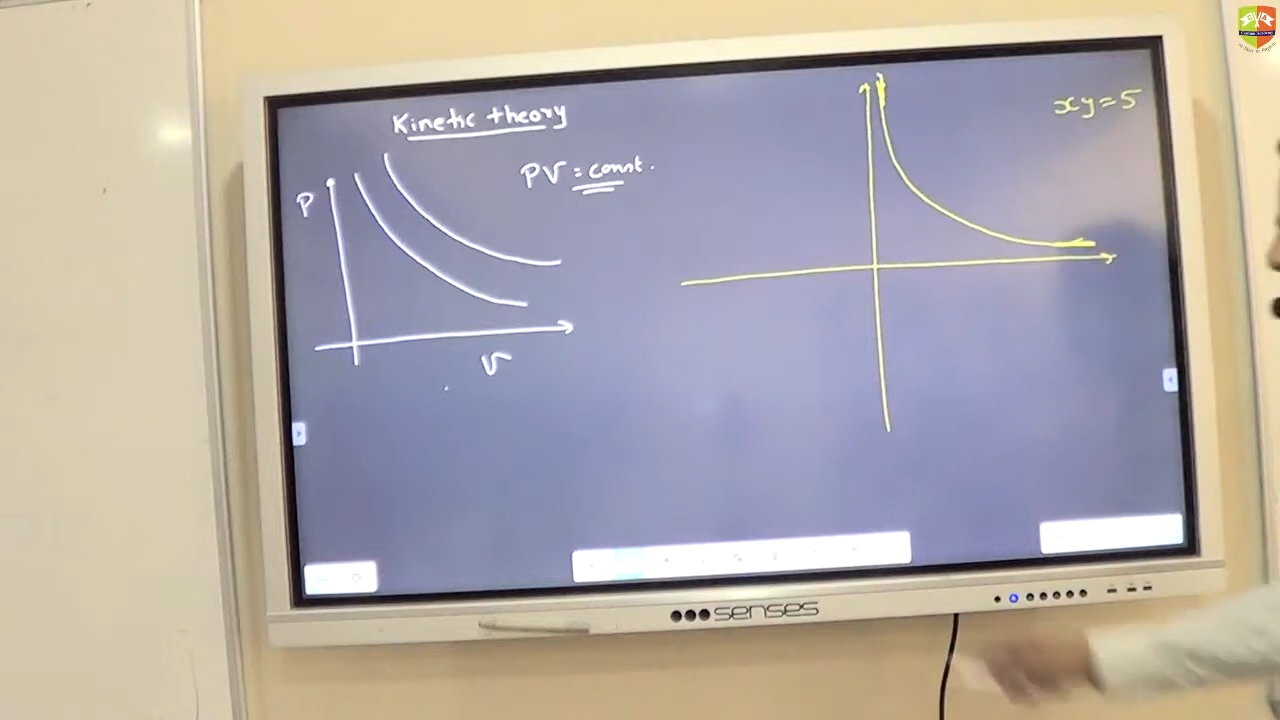 Kinetic theory
PV = const.
P
V
xy = 5
senses